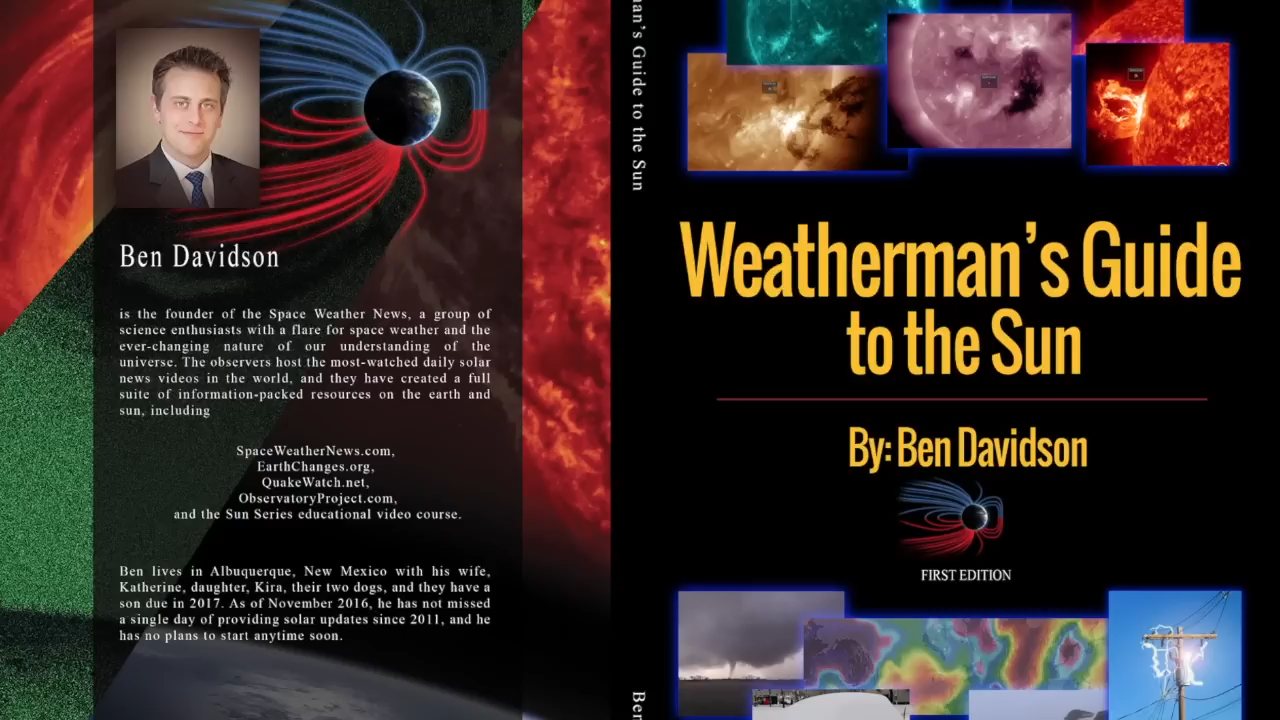 Ben Davidson
is the founder of the Space Weather News, a group of
science enthusiasts with a flare for space weather and the
ever-changing nature of our understanding of the
universe. The observers host the most-watched daily solar
news videos in the world, and they have created a full
suite of information-packed resources on the earth and
sun, including
SpaceWeatherNews.com,
EarthChanges.org,
QuakeWatch.net,
ObservatoryProject.com,
and the Sun Series educational video course.
Ben lives in Albuquerque, New Mexico with his wife,
Katherine, daughter, Kira, their two dogs, and they have a
son due in 2017. As of November 2016, he has not missed
a single day of providing solar updates since 2011, and he
has no plans to start anytime soon.
man's Guide to the Sun
Ben
Weatherman's Guide
to the Sun
By: Ben Davidson
FIRST EDITION